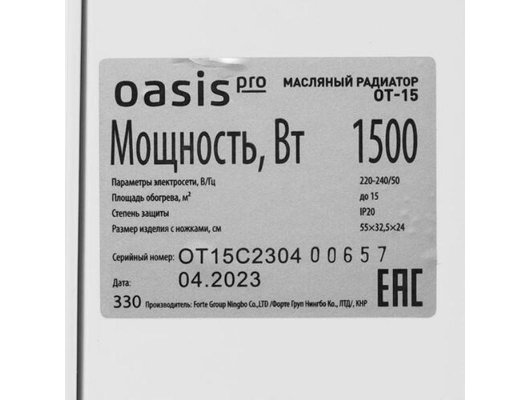 oasis pro МАСЛЯНЫЙ РАДИАТОР
ОТ-15
Мощность, Вт 1500
Параметры электросети, В/Гц 220-240/50
Площадь обогрева, м² до 15
Степень защиты IP20
Размер изделия с ножками, см 55×32,5×24
Серийный номер: OT15C2304 00657
Дата: 04.2023
EAC
330 Производитель: Forte Group Ningbo Co.,LTD /Форте Груп Нингбо Ко., ЛТД/, КНР